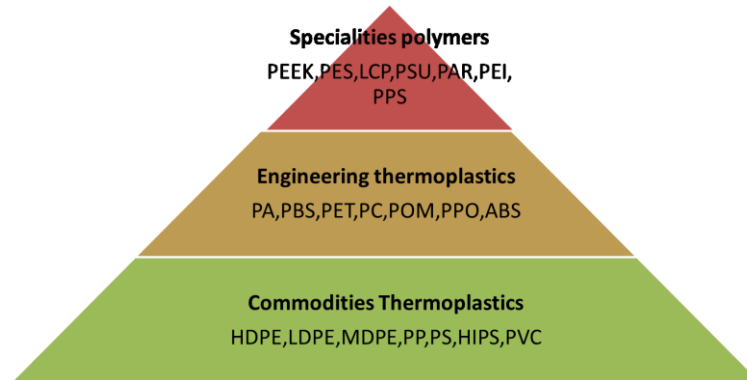 Specialities polymers
PEEK,PES,LCP,PSU,PAR,PEI,
PPS
Engineering thermoplastics
PA,PBS,PET,PC,POM,PPO,ABS
Commodities Thermoplastics
HDPE,LDPE,MDPE,PP,PS,HIPS,PVC